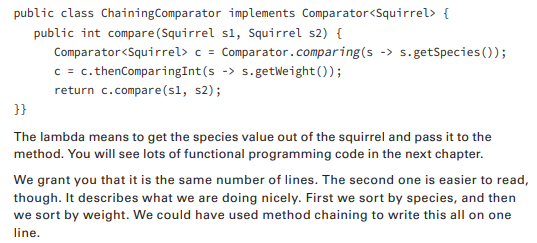 public class ChainingComparator implements Comparator<Squirrel> {
   public int compare(Squirrel s1, Squirrel s2) {
      Comparator<Squirrel> c = Comparator.comparing(s -> s.getSpecies());
      c = c.thenComparingInt(s -> s.getWeight());
      return c.compare(s1, s2);
}}
The lambda means to get the species value out of the squirrel and pass it to the
method. You will see lots of functional programming code in the next chapter.
We grant you that it is the same number of lines. The second one is easier to read,
though. It describes what we are doing nicely. First we sort by species, and then
we sort by weight. We could have used method chaining to write this all on one
line.